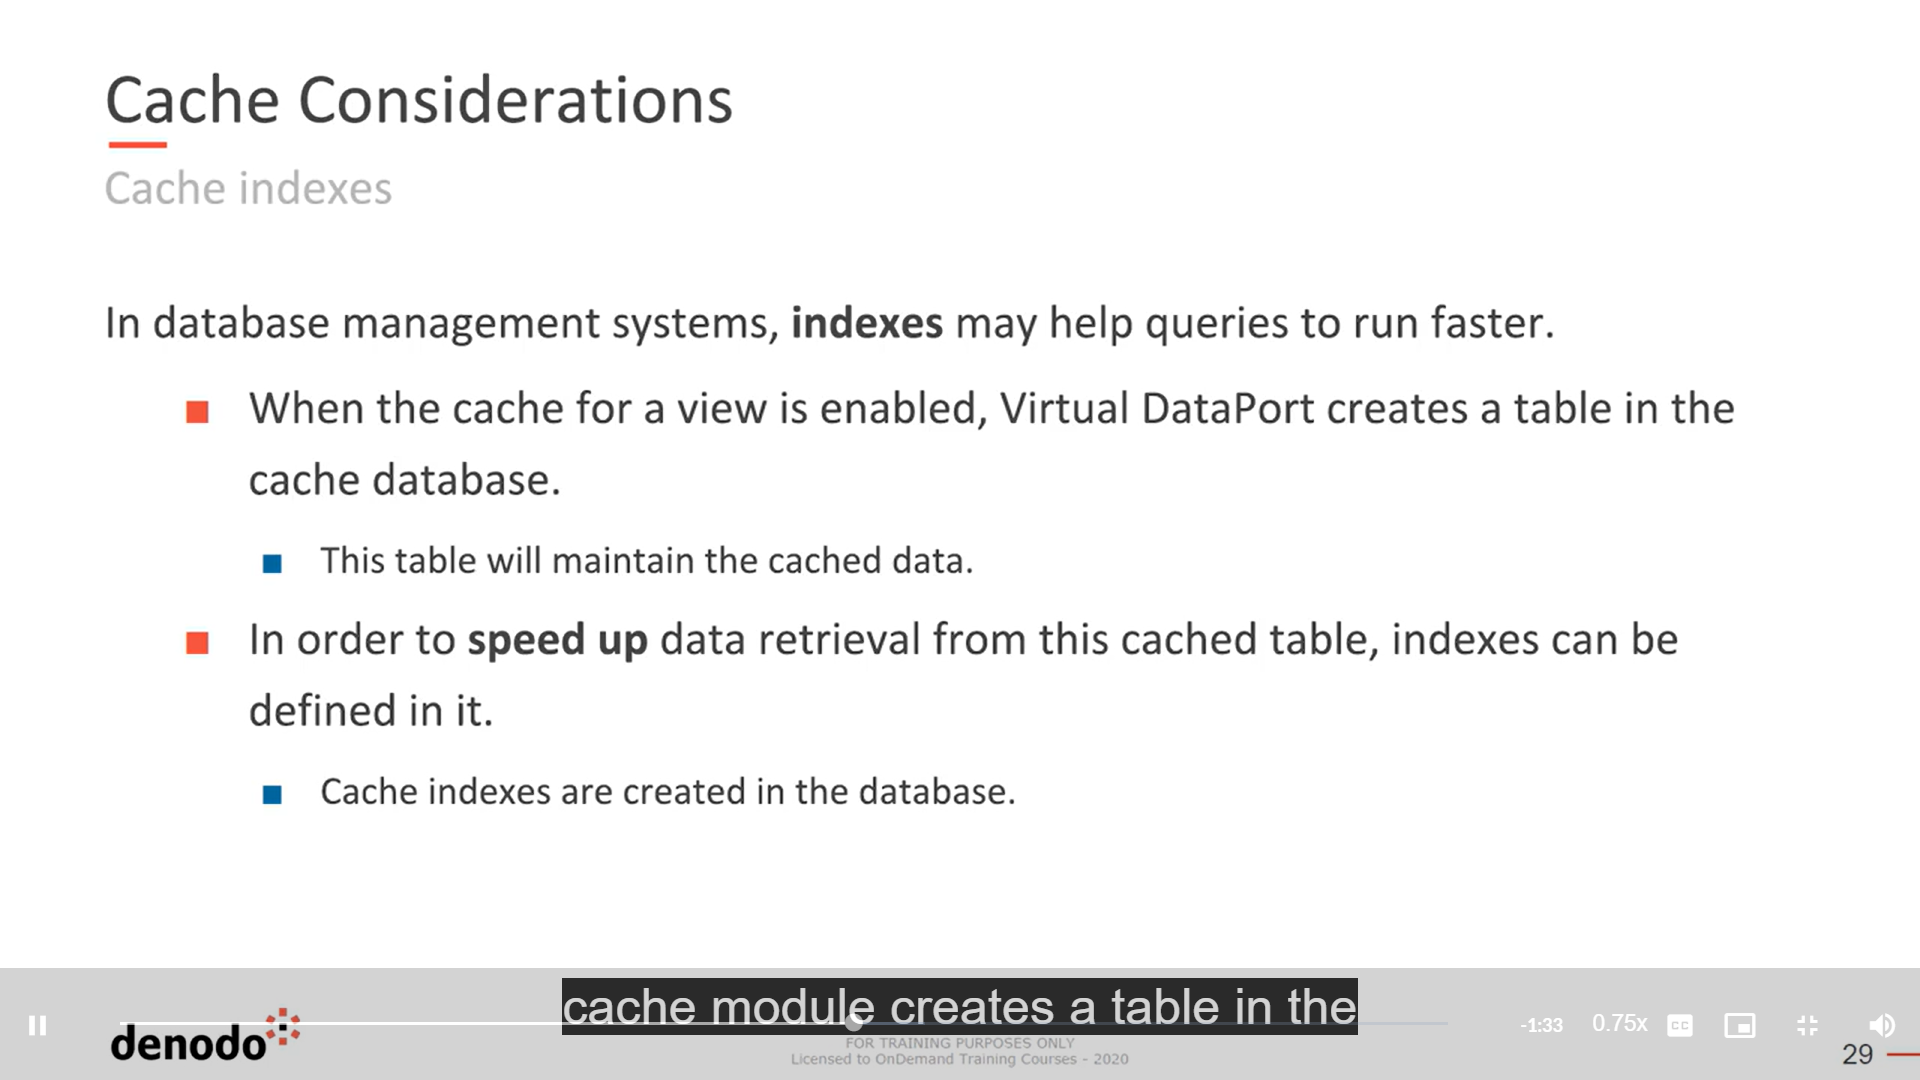 Cache Considerations
Cache indexes
In database management systems, indexes may help queries to run faster.
When the cache for a view is enabled, Virtual DataPort creates a table in the
cache database.
This table will maintain the cached data.
In order to speed up data retrieval from this cached table, indexes can be
defined in it.
Cache indexes are created in the database.
cache module creates a table in the
-1:33
0.75x
CC
denodo
FOR TRAINING PURPOSES ONLY
Licensed to OnDemand Training Courses - 2020
29